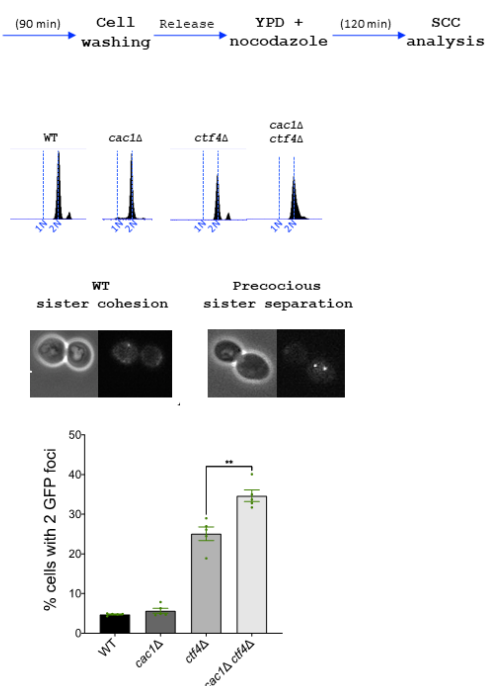 (90 min) Cell washing Release YPD + nocodazole (120 min) SCC analysis
WT cac1Δ ctf4Δ cac1Δ ctf4Δ
1N 2N 1N 2N 1N 2N 1N 2N
WT sister cohesion
Precocious sister separation
% cells with 2 GFP foci
50
40
30
20
10
0
**
WT cac1Δ ctf4Δ cac1Δ ctf4Δ